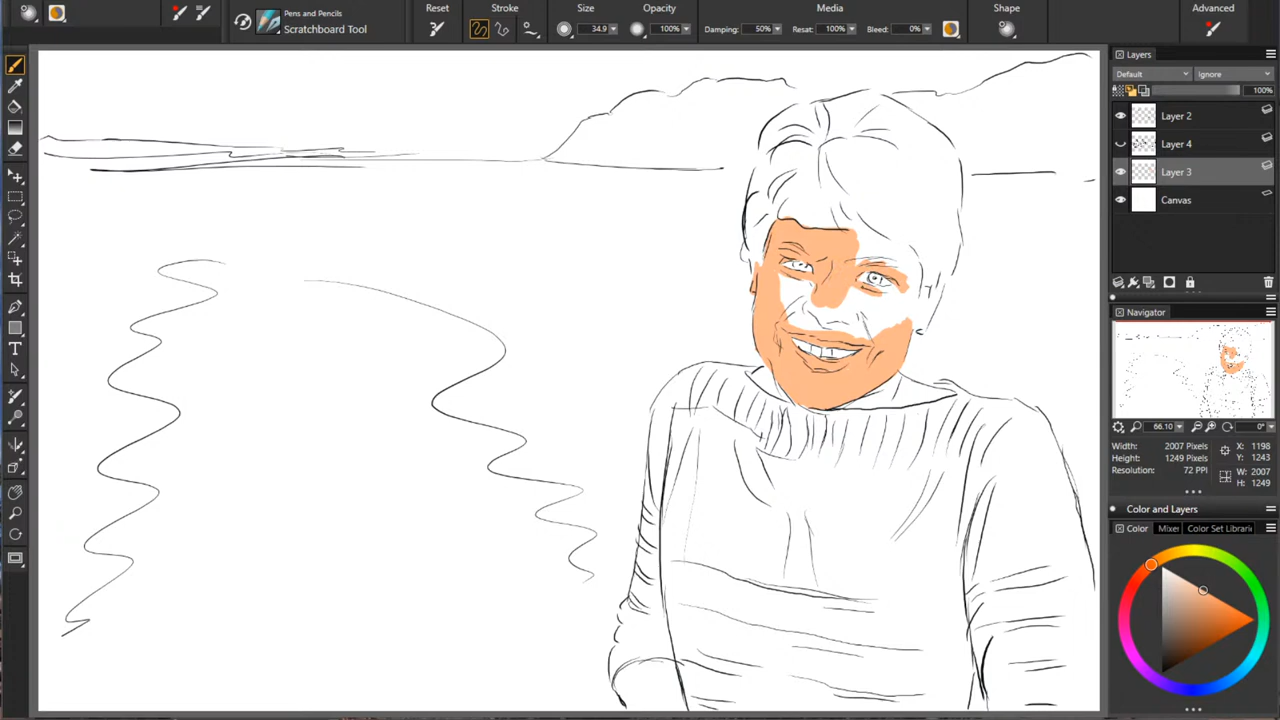 Pens and Pencils
Scratchboard Tool
Reset
Stroke
Size
34.9
Opacity
100%
Media
Damping: 50% Resat: 100% Bleed: 0%
Shape
Advanced
Layers
Default Ignore
100%
Layer 2
Layer 4
Layer 3
Canvas
Navigator
66.10 0°
Width: 2007 Pixels
Height: 1249 Pixels
Resolution: 72 PPI
X: 1198
Y: 1243
W: 2007
H: 1249
Color and Layers
Color Mixer Color Set Libraries
T